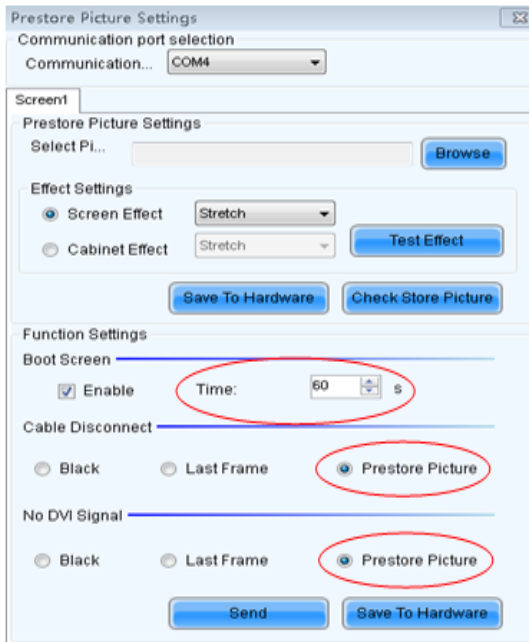 Prestore Picture Settings
Communication port selection
Communication... COM4
Screen1
Prestore Picture Settings
Select Pi... Browse
Effect Settings
Screen Effect Stretch
Cabinet Effect Stretch Test Effect
Save To Hardware Check Store Picture
Function Settings
Boot Screen
Enable Time: 60 s
Cable Disconnect
Black Last Frame Prestore Picture
No DVI Signal
Black Last Frame Prestore Picture
Send Save To Hardware